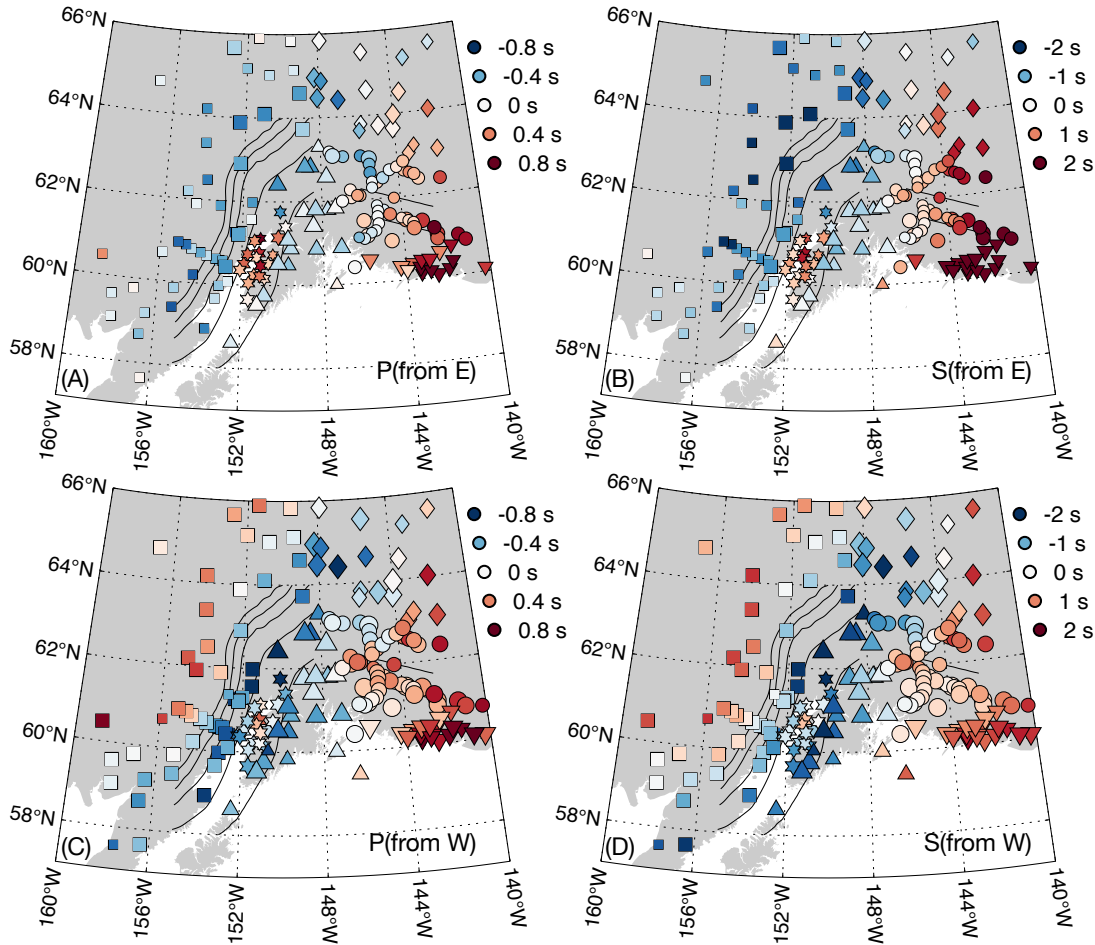 66°N
64°N
62°N
60°N
58°N
160°W
156°W
152°W
148°W
144°W
140°W
-0.8 s
-0.4 s
0 s
0.4 s
0.8 s
(A)
P(from E)
66°N
64°N
62°N
60°N
58°N
160°W
156°W
152°W
148°W
144°W
140°W
-2 s
-1 s
0 s
1 s
2 s
(B)
S(from E)
66°N
64°N
62°N
60°N
58°N
160°W
156°W
152°W
148°W
144°W
140°W
-0.8 s
-0.4 s
0 s
0.4 s
0.8 s
(C)
P(from W)
66°N
64°N
62°N
60°N
58°N
160°W
156°W
152°W
148°W
144°W
140°W
-2 s
-1 s
0 s
1 s
2 s
(D)
S(from W)